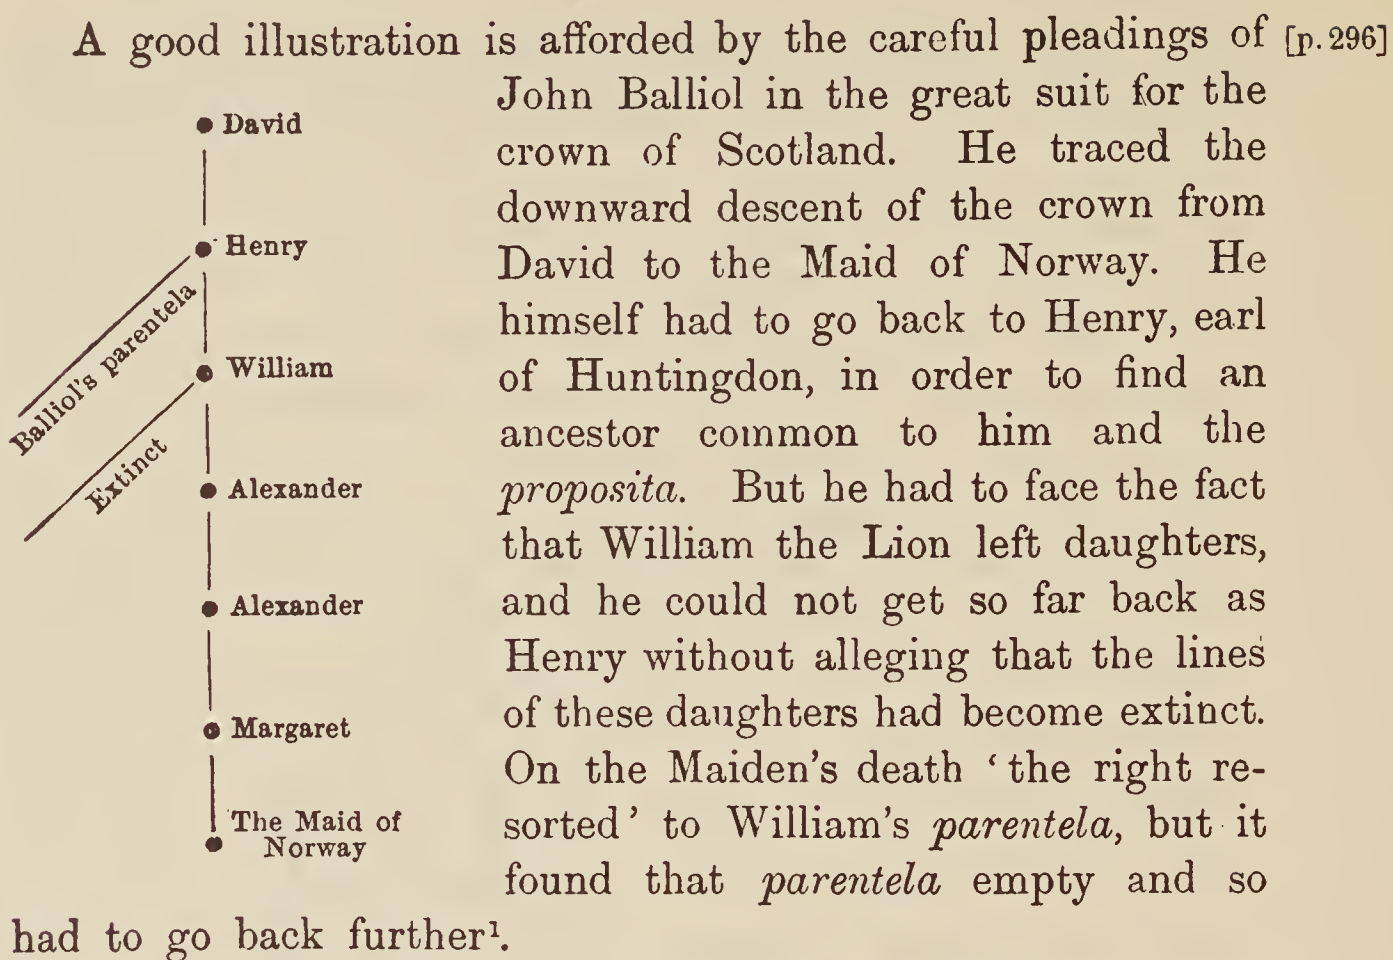 A good illustration is afforded by the careful pleadings of [p. 296]
John Balliol in the great suit for the
crown of Scotland. He traced the
downward descent of the crown from
David to the Maid of Norway. He
himself had to go back to Henry, earl
of Huntingdon, in order to find an
ancestor common to him and the
proposita. But he had to face the fact
that William the Lion left daughters,
and he could not get so far back as
Henry without alleging that the lines
of these daughters had become extinct.
On the Maiden's death ‘the right re-
sorted’ to William's parentela, but it
found that parentela empty and so
had to go back further¹.
David
Henry
Balliol's parentela
William
Extinct
Alexander
Alexander
Margaret
The Maid of
Norway